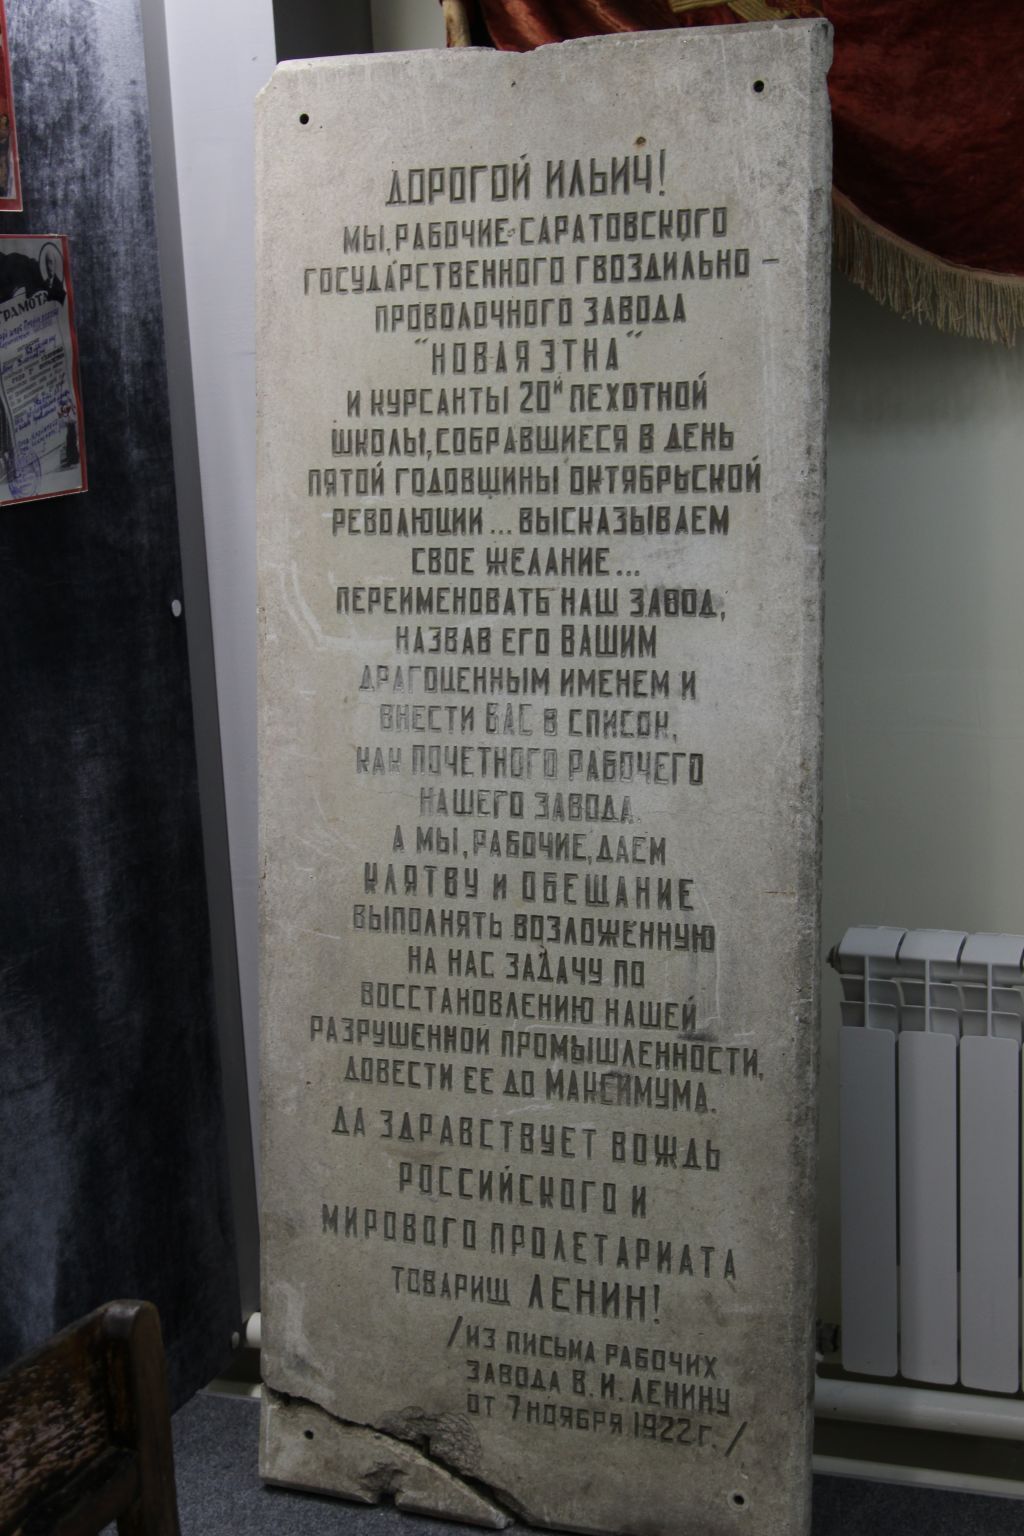 ГРАМОТА
ДОРОГОЙ ИЛЬИЧ!
МЫ, РАБОЧИЕ САРАТОВСКОГО
ГОСУДАРСТВЕННОГО ГВОЗДИЛЬНО –
ПРОВОЛОЧНОГО ЗАВОДА
"НОВАЯ ЭТНА"
И КУРСАНТЫ 20Й ПЕХОТНОЙ
ШКОЛЫ, СОБРАВШИЕСЯ В ДЕНЬ
ПЯТОЙ ГОДОВЩИНЫ ОКТЯБРЬСКОЙ
РЕВОЛЮЦИИ ... ВЫСКАЗЫВАЕМ
СВОЕ ЖЕЛАНИЕ...
ПЕРЕИМЕНОВАТЬ НАШ ЗАВОД,
НАЗВАВ ЕГО ВАШИМ
ДРАГОЦЕННЫМ ИМЕНЕМ И
ВНЕСТИ ВАС В СПИСОК,
КАК ПОЧЕТНОГО РАБОЧЕГО
НАШЕГО ЗАВОДА.
А МЫ, РАБОЧИЕ, ДАЕМ
КЛЯТВУ И ОБЕЩАНИЕ
ВЫПОЛНЯТЬ ВОЗЛОЖЕННУЮ
НА НАС ЗАДАЧУ ПО
ВОССТАНОВЛЕНИЮ НАШЕЙ
РАЗРУШЕННОЙ ПРОМЫШЛЕННОСТИ,
ДОВЕСТИ ЕЕ ДО МАКСИМУМА.
ДА ЗДРАВСТВУЕТ ВОЖДЬ
РОССИЙСКОГО И
МИРОВОГО ПРОЛЕТАРИАТА
ТОВАРИЩ ЛЕНИН!
/ИЗ ПИСЬМА РАБОЧИХ
ЗАВОДА В. И. ЛЕНИНУ
ОТ 7 НОЯБРЯ 1922 Г. /